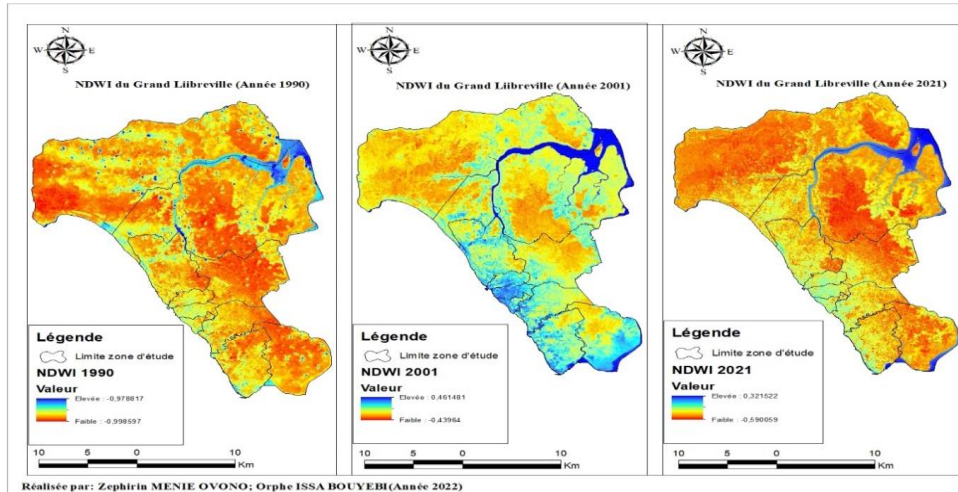 N
W E
S
NDWI du Grand Liibreville (Année 1990)
Légende
Limite zone d'étude
NDWI 1990
Valeur
Elevée : -0,978817
Faible : -0,998597
10 5 0 10
Km
N
W E
S
NDWI du Grand Liibreville (Année 2001)
Légende
Limite zone d'étude
NDWI 2001
Valeur
Elevée : 0,461481
Faible : -0,43964
10 5 0 10
Km
N
W E
S
NDWI du Grand Liibreville (Année 2021)
Légende
Limite zone d'étude
NDWI 2021
Valeur
Elevée : 0,321522
Faible : -0,590059
10 5 0 10
Km
Réalisée par: Zephirin MENIE OVONO; Orphe ISSA BOUYEBI(Année 2022)